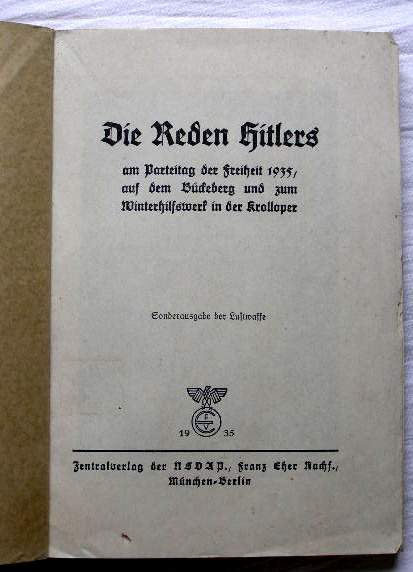 Die Reden Hitlers
am Parteitag der Freiheit 1935,
auf dem Bückeberg und zum
Winterhilfswerk in der Krolloper
Sonderausgabe der Luftwaffe
19 35
Zentralverlag der NSDAP., Franz Eher Nachf.,
München-Berlin